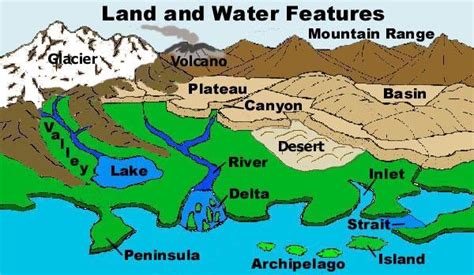 Land and Water Features
Mountain Range
Glacier
Volcano
Plateau
Basin
Canyon
Valley
Desert
Lake
River
Inlet
Delta
Strait
Peninsula
Archipelago
Island